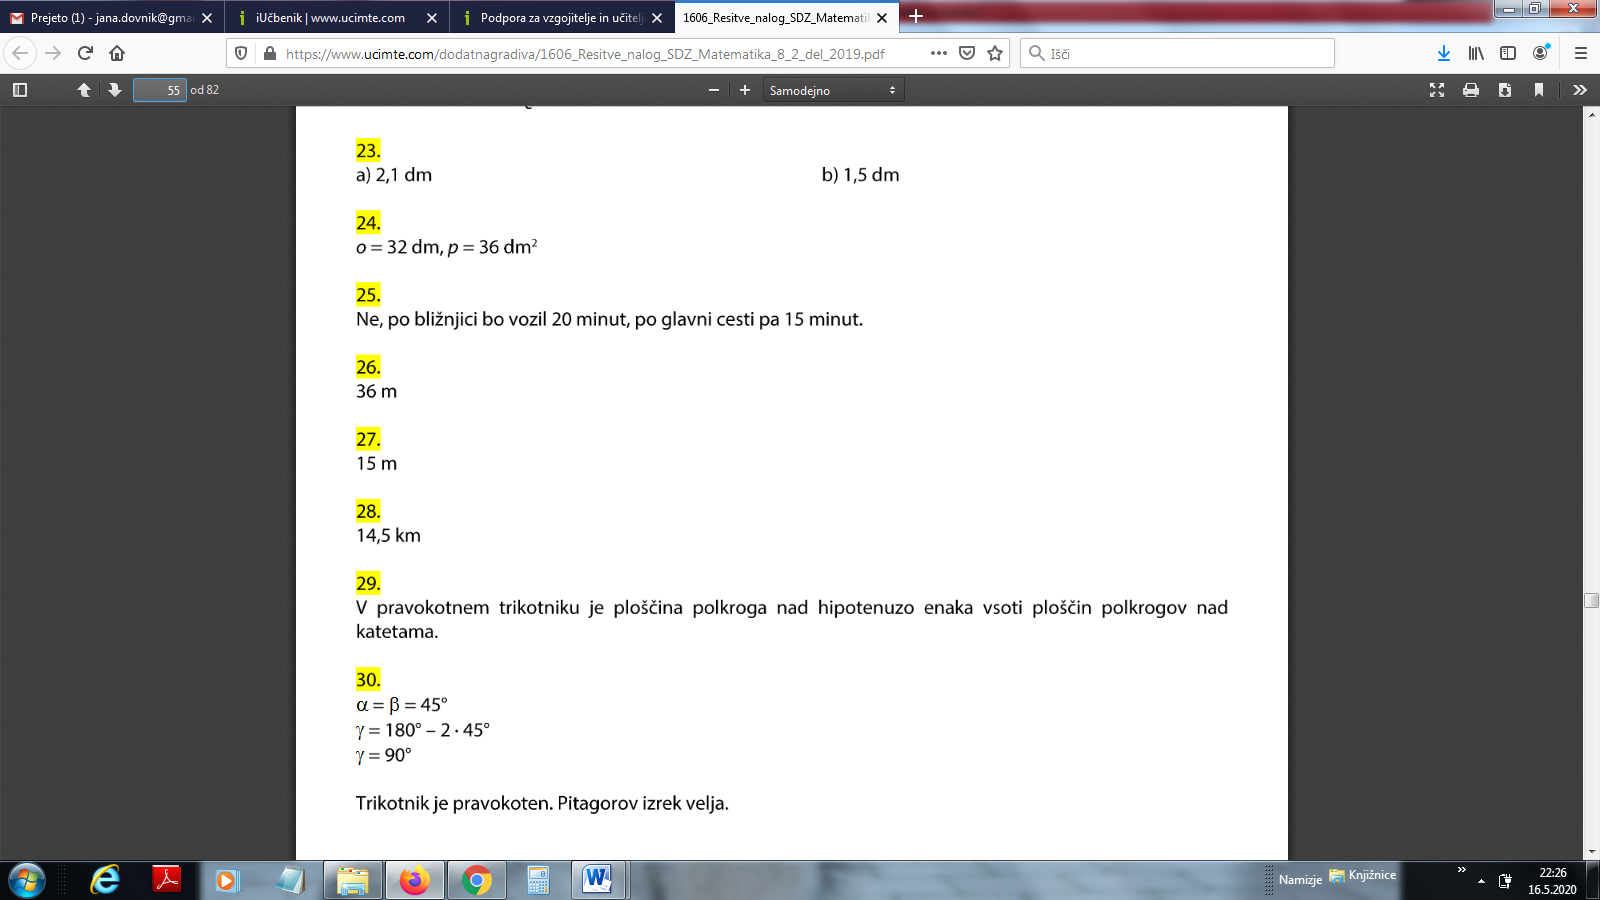 Prejeto (1) - jana.dovnik@gmai
iUčbenik | www.ucimte.com
Podpora za vzgojitelje in učitelj
1606_Resitve_nalog_SDZ_Matemati
https://www.ucimte.com/dodatnagradiva/1606_Resitve_nalog_SDZ_Matematika_8_2_del_2019.pdf
Išči
55 od 82
Samodejno
23.
a) 2,1 dm b) 1,5 dm
24.
o = 32 dm, p = 36 dm²
25.
Ne, po bližnjici bo vozil 20 minut, po glavni cesti pa 15 minut.
26.
36 m
27.
15 m
28.
14,5 km
29.
V pravokotnem trikotniku je ploščina polkroga nad hipotenuzo enaka vsoti ploščin polkrogov nad
katetama.
30.
α = β = 45°
γ = 180° – 2 · 45°
γ = 90°
Trikotnik je pravokoten. Pitagorov izrek velja.
Namizje
Knjižnice
22:26
16.5.2020